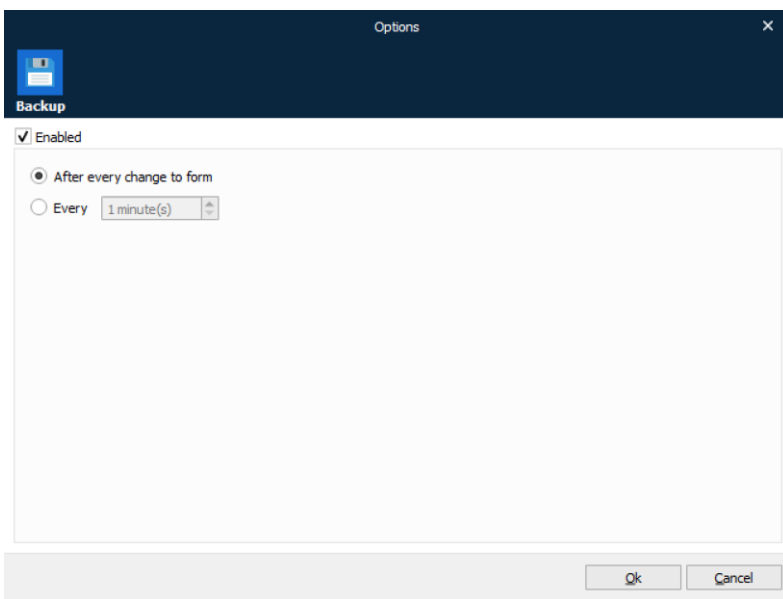 Options
Backup
Enabled
After every change to form
Every 1 minute(s)
Ok Cancel